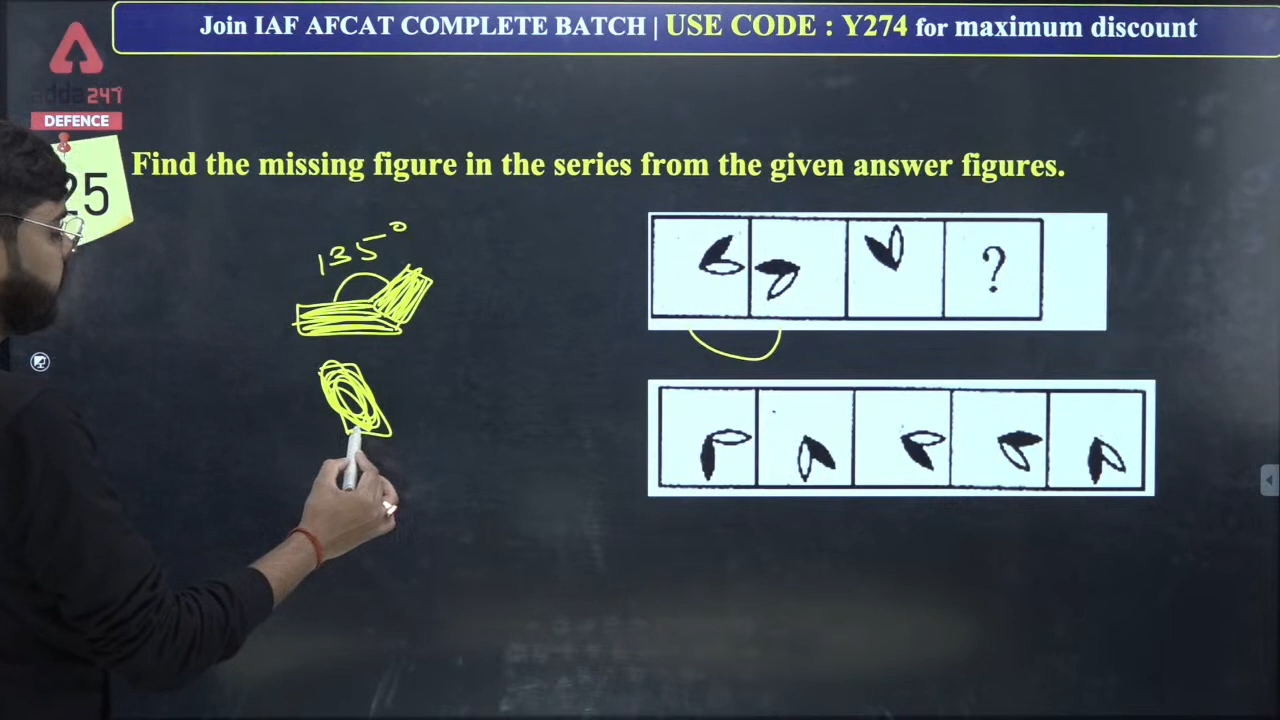 Join IAF AFCAT COMPLETE BATCH | USE CODE : Y274 for maximum discount
adda247
DEFENCE
25
Find the missing figure in the series from the given answer figures.
135°
?